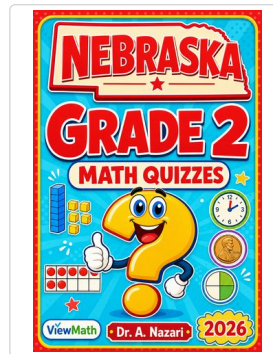 NEBRASKA
GRADE 2
MATH QUIZZES
ViewMath
• Dr. A. Nazari •
2026